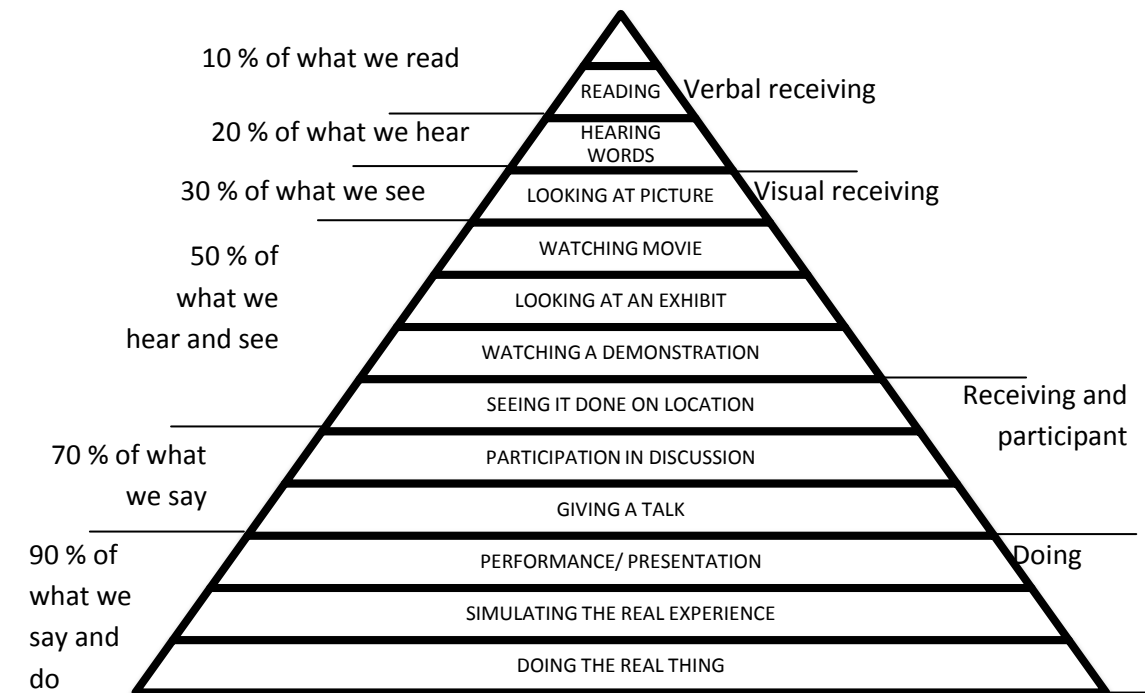 10 % of what we read
READING
Verbal receiving
20 % of what we hear
HEARING
WORDS
30 % of what we see
LOOKING AT PICTURE
Visual receiving
50 % of
what we
hear and see
WATCHING MOVIE
LOOKING AT AN EXHIBIT
WATCHING A DEMONSTRATION
SEEING IT DONE ON LOCATION
Receiving and
participant
70 % of what
we say
PARTICIPATION IN DISCUSSION
GIVING A TALK
90 % of
what we
say and
do
PERFORMANCE/ PRESENTATION
Doing
SIMULATING THE REAL EXPERIENCE
DOING THE REAL THING